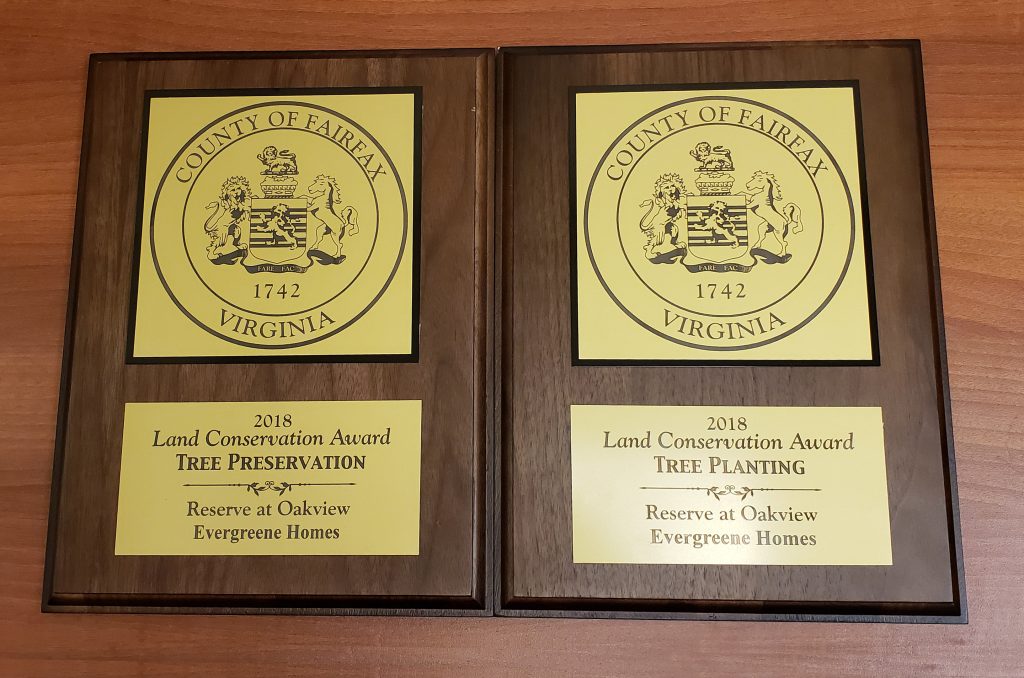 COUNTY OF FAIRFAX
FARE FAC
1742
VIRGINIA
2018
Land Conservation Award
TREE PRESERVATION
Reserve at Oakview
Evergreene Homes
COUNTY OF FAIRFAX
FARE FAC
1742
VIRGINIA
2018
Land Conservation Award
TREE PLANTING
Reserve at Oakview
Evergreene Homes